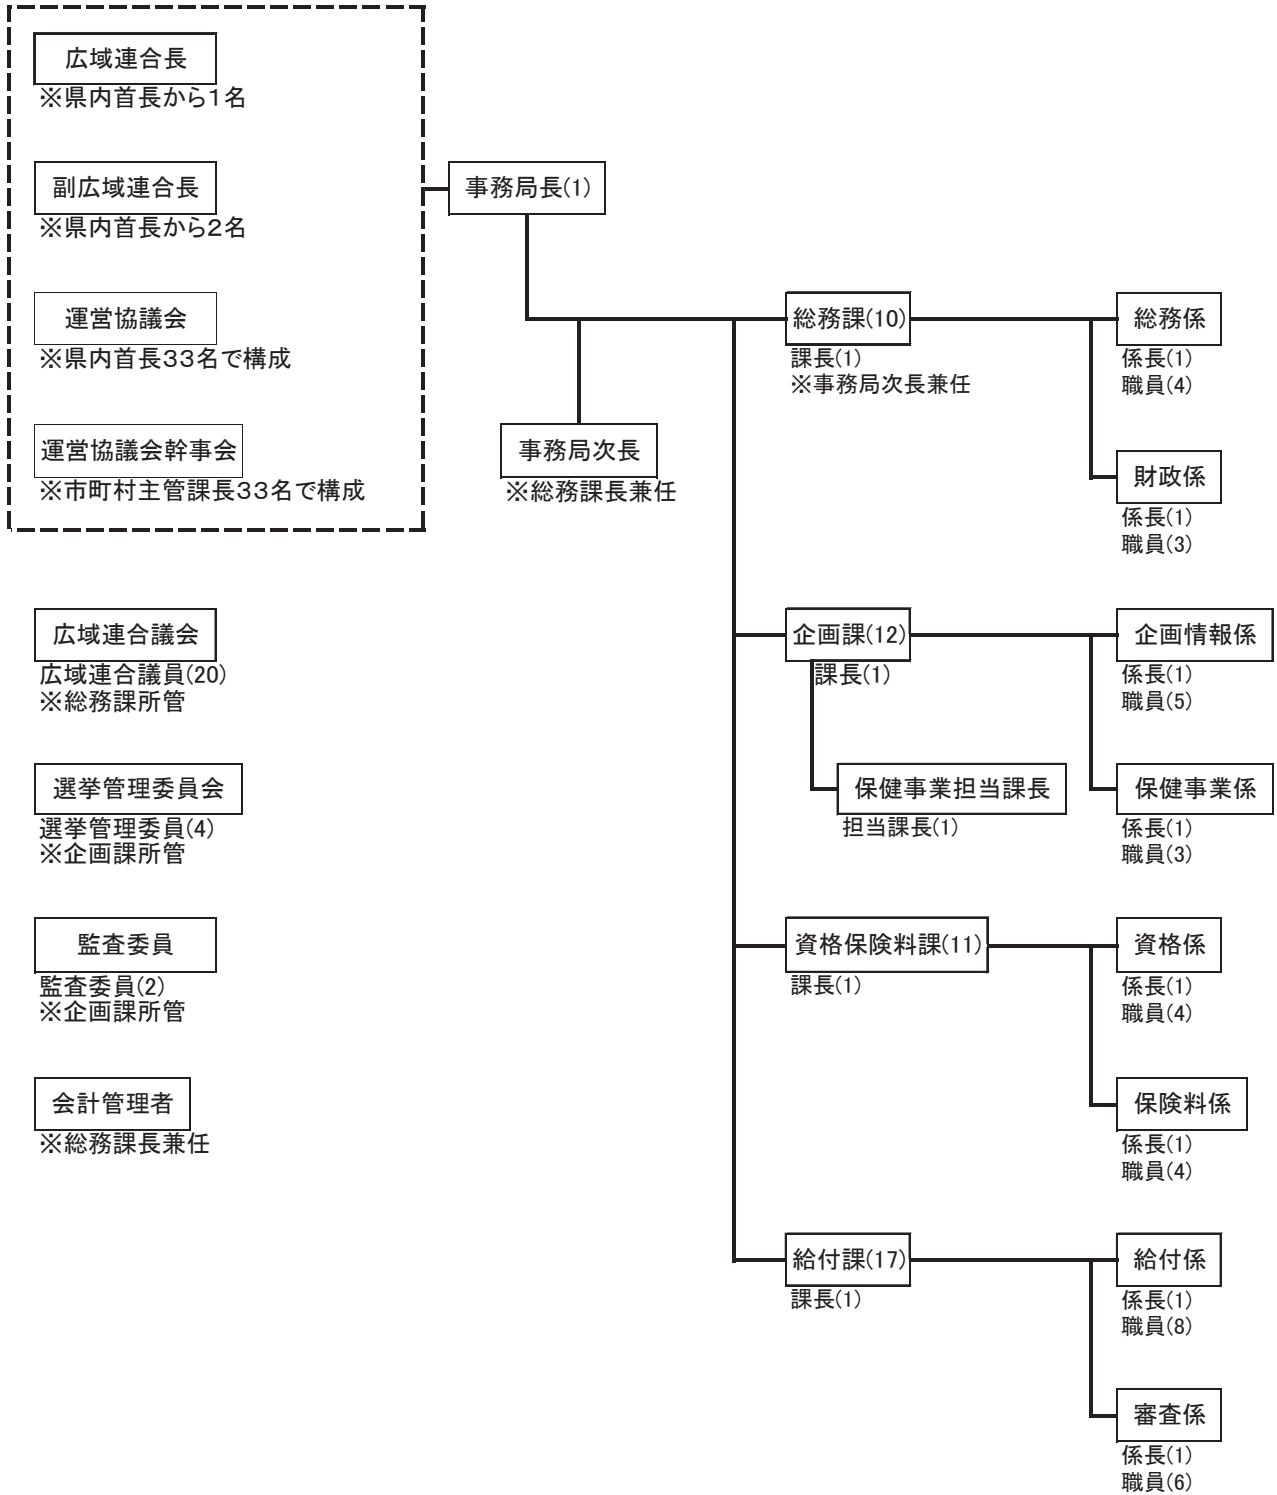 広域連合長
※県内首長から１名
副広域連合長
※県内首長から２名
運営協議会
※県内首長３３名で構成
運営協議会幹事会
※市町村主管課長３３名で構成
事務局長(1)
事務局次長
※総務課長兼任
広域連合議会
広域連合議員(20)
※総務課所管
選挙管理委員会
選挙管理委員(4)
※企画課所管
監査委員
監査委員(2)
※企画課所管
会計管理者
※総務課長兼任
総務課(10)
課長(1)
※事務局次長兼任
総務係
係長(1)
職員(4)
財政係
係長(1)
職員(3)
企画課(12)
課長(1)
保健事業担当課長
担当課長(1)
企画情報係
係長(1)
職員(5)
保健事業係
係長(1)
職員(3)
資格保険料課(11)
課長(1)
資格係
係長(1)
職員(4)
保険料係
係長(1)
職員(4)
給付課(17)
課長(1)
給付係
係長(1)
職員(8)
審査係
係長(1)
職員(6)